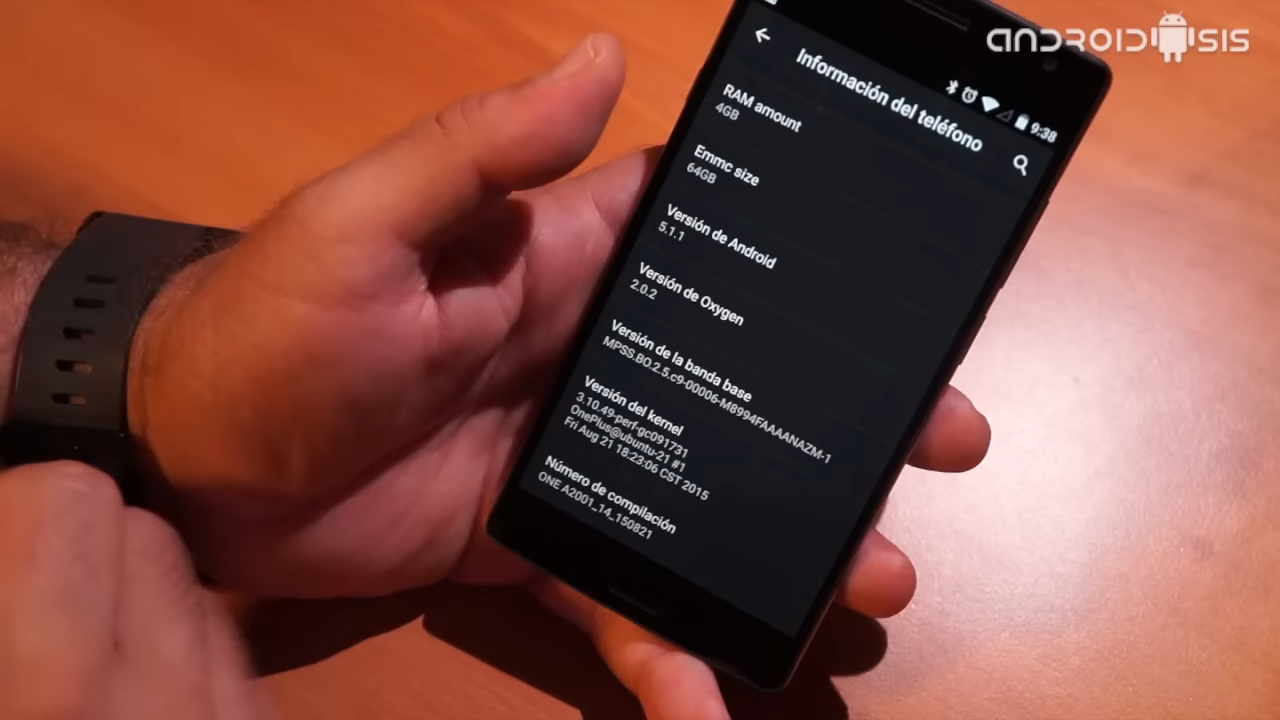 ANDROIDSIS
9:38
Información del teléfono
RAM amount
4GB
Emmc size
64GB
Versión de Android
5.1.1
Versión de Oxygen
2.0.2
Versión de la banda base
MPSS.BO.2.5.c9-00006-M8994FAAAANAZM-1
Versión del kernel
3.10.49-perf-gc091731
OnePlus@ubuntu-21 #1
Fri Aug 21 18:23:06 CST 2015
Número de compilación
ONE A2001_14_150821